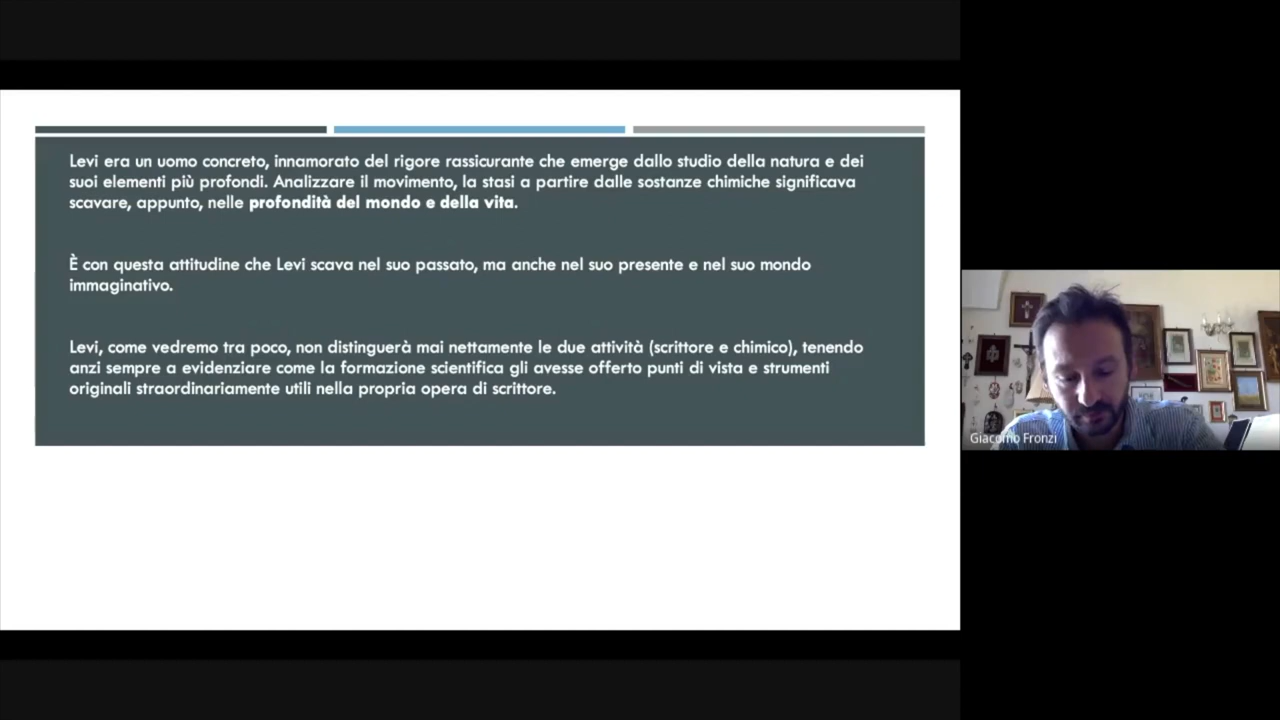 Levi era un uomo concreto, innamorato del rigore rassicurante che emerge dallo studio della natura e dei
suoi elementi più profondi. Analizzare il movimento, la stasi a partire dalle sostanze chimiche significava
scavare, appunto, nelle profondità del mondo e della vita.
È con questa attitudine che Levi scava nel suo passato, ma anche nel suo presente e nel suo mondo
immaginativo.
Levi, come vedremo tra poco, non distinguerà mai nettamente le due attività (scrittore e chimico), tenendo
anzi sempre a evidenziare come la formazione scientifica gli avesse offerto punti di vista e strumenti
originali straordinariamente utili nella propria opera di scrittore.
Giacomo Fronzi